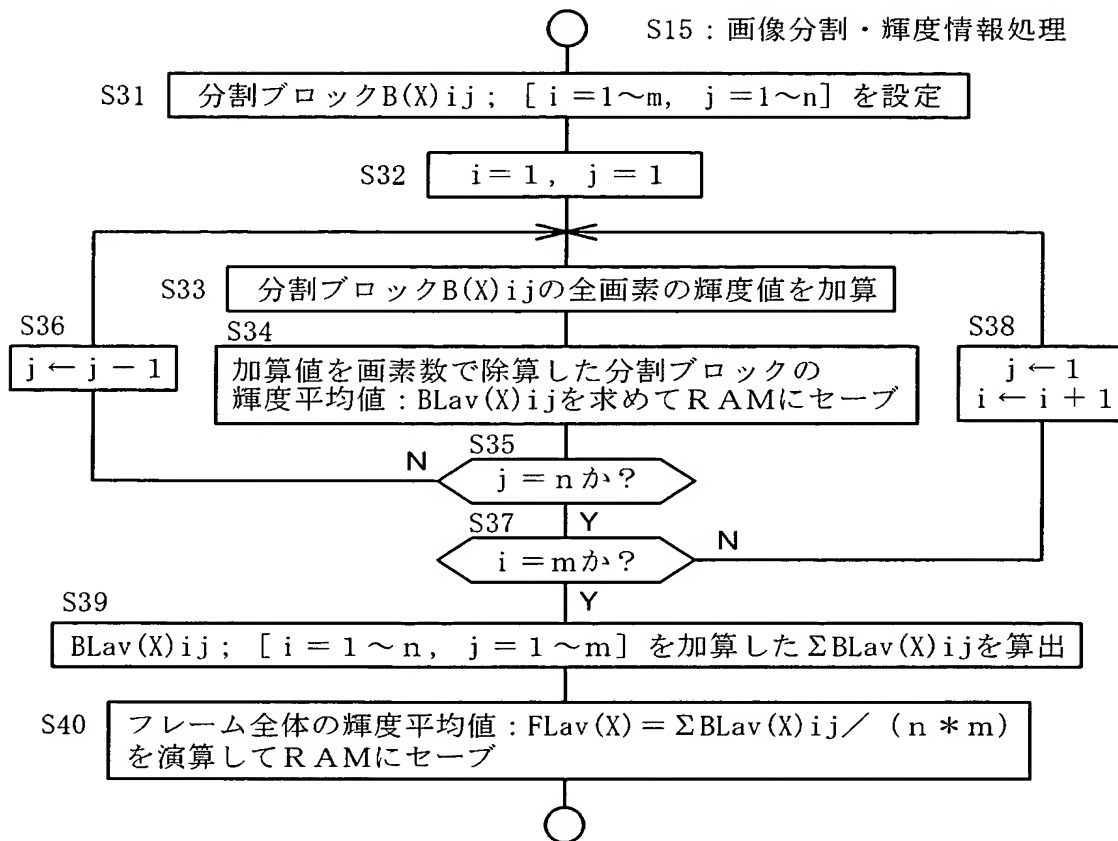 S15：画像分割・輝度情報処理
S31 分割ブロックB(X)ij；［ｉ＝1～m，ｊ＝1～n］を設定
S32 ｉ＝１，ｊ＝１
S33 分割ブロックB(X)ijの全画素の輝度値を加算
S36
ｊ←ｊ－１
S34
加算値を画素数で除算した分割ブロックの
輝度平均値：BLav(X)ijを求めてＲＡＭにセーブ
S38
ｊ←１
ｉ←ｉ＋１
S35
N
ｊ＝ｎか？
Y
S37
ｉ＝ｍか？
N
Y
S39
BLav(X)ij；［ｉ＝１～ｎ，ｊ＝１～ｍ］を加算したΣBLav(X)ijを算出
S40 フレーム全体の輝度平均値：FLav(X)＝ΣBLav(X)ij／（ｎ＊ｍ）
を演算してＲＡＭにセーブ